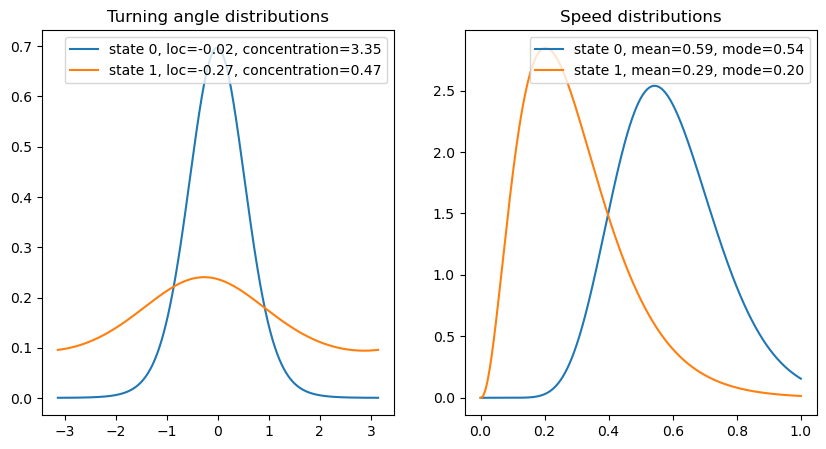 Turning angle distributions
state 0, loc=-0.02, concentration=3.35
state 1, loc=-0.27, concentration=0.47
0.7
0.6
0.5
0.4
0.3
0.2
0.1
0.0
−3 −2 −1 0 1 2 3
Speed distributions
state 0, mean=0.59, mode=0.54
state 1, mean=0.29, mode=0.20
2.5
2.0
1.5
1.0
0.5
0.0
0.0 0.2 0.4 0.6 0.8 1.0